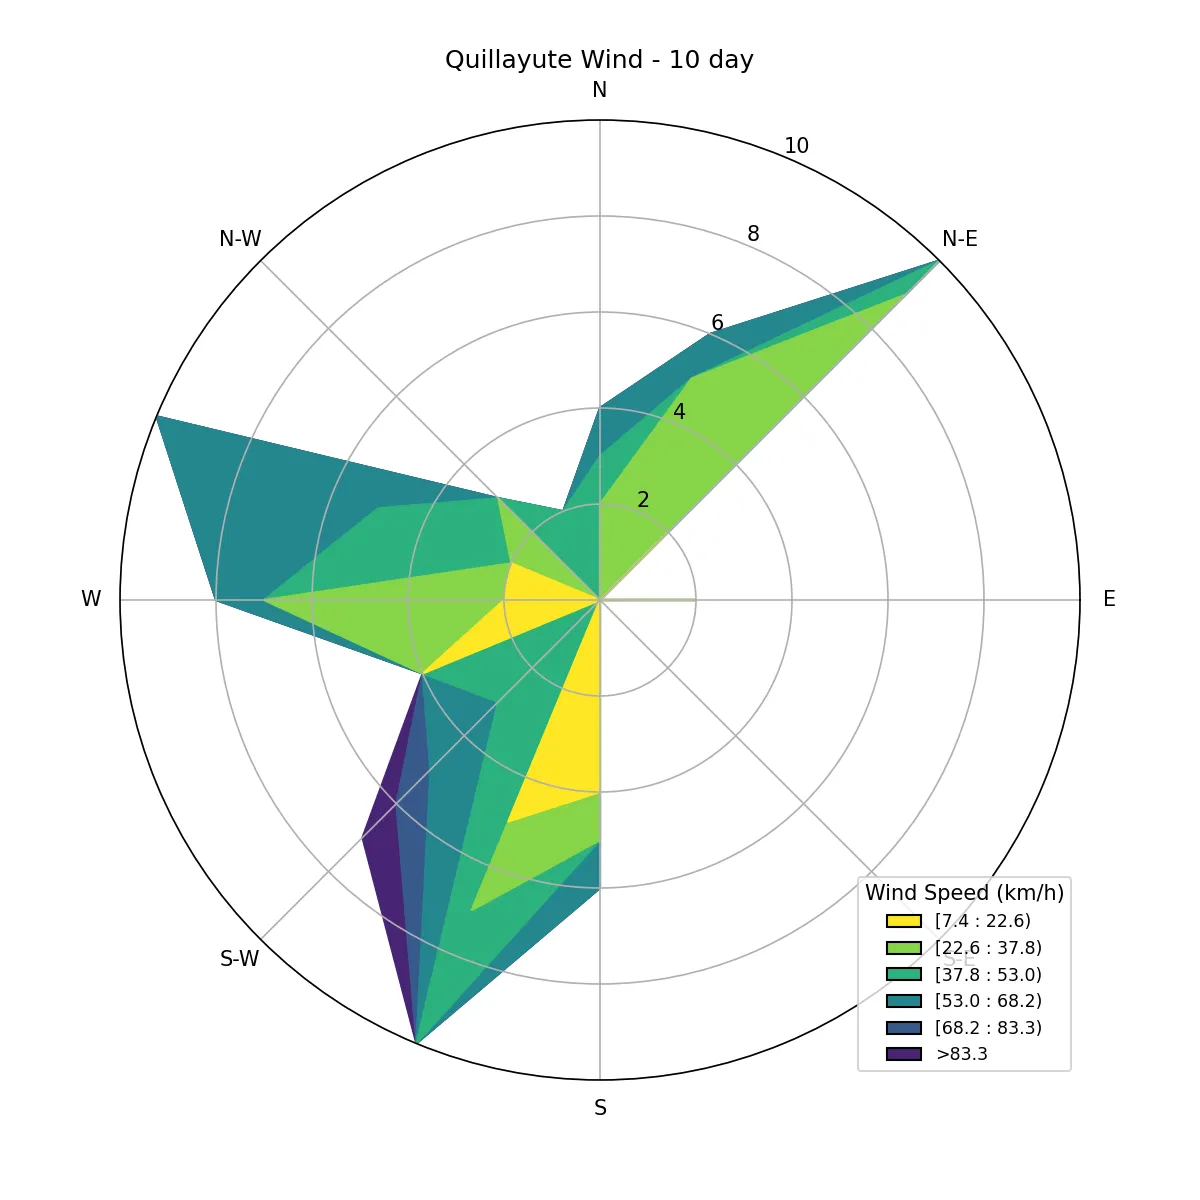 Quillayute Wind - 10 day
N
10
N-W
8
N-E
6
4
2
W
E
S-W
S-E
S
Wind Speed (km/h)
[7.4 : 22.6)
[22.6 : 37.8)
[37.8 : 53.0)
[53.0 : 68.2)
[68.2 : 83.3)
>83.3